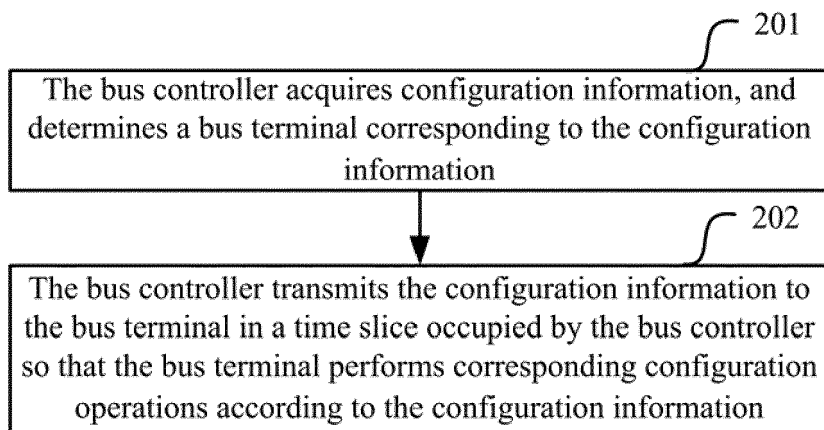 201
The bus controller acquires configuration information, and
determines a bus terminal corresponding to the configuration
information
202
The bus controller transmits the configuration information to
the bus terminal in a time slice occupied by the bus controller
so that the bus terminal performs corresponding configuration
operations according to the configuration information